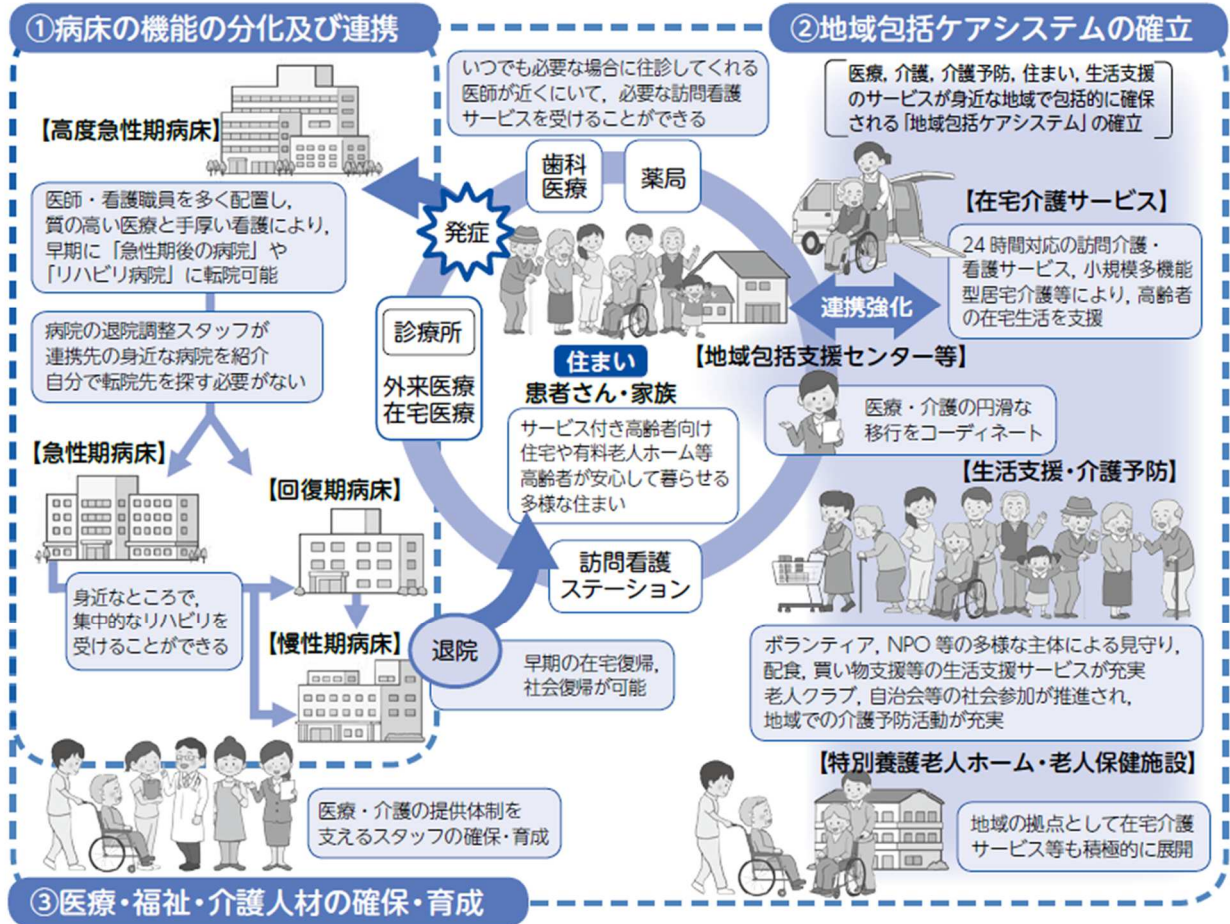 ①病床の機能の分化及び連携
【高度急性期病床】
医師・看護職員を多く配置し,
質の高い医療と手厚い看護により,
早期に「急性期後の病院」や
「リハビリ病院」に転院可能
病院の退院調整スタッフが
連携先の身近な病院を紹介
自分で転院先を探す必要がない
【急性期病床】
【回復期病床】
身近なところで,
集中的なリハビリを
受けることができる
【慢性期病床】
いつでも必要な場合に往診してくれる
医師が近くにいて,必要な訪問看護
サービスを受けることができる
歯科
医療
薬局
発症
診療所
外来医療
在宅医療
住まい
患者さん・家族
サービス付き高齢者向け
住宅や有料老人ホーム等
高齢者が安心して暮らせる
多様な住まい
訪問看護
ステーション
退院
早期の在宅復帰,
社会復帰が可能
②地域包括ケアシステムの確立
医療,介護,介護予防,住まい,生活支援
のサービスが身近な地域で包括的に確保
される「地域包括ケアシステム」の確立
【在宅介護サービス】
24時間対応の訪問介護・
看護サービス,小規模多機能
型居宅介護等により,高齢者
の在宅生活を支援
連携強化
【地域包括支援センター等】
医療・介護の円滑な
移行をコーディネート
【生活支援・介護予防】
ボランティア,NPO等の多様な主体による見守り,
配食,買い物支援等の生活支援サービスが充実
老人クラブ,自治会等の社会参加が推進され,
地域での介護予防活動が充実
【特別養護老人ホーム・老人保健施設】
地域の拠点として在宅介護
サービス等も積極的に展開
医療・介護の提供体制を
支えるスタッフの確保・育成
③医療・福祉・介護人材の確保・育成